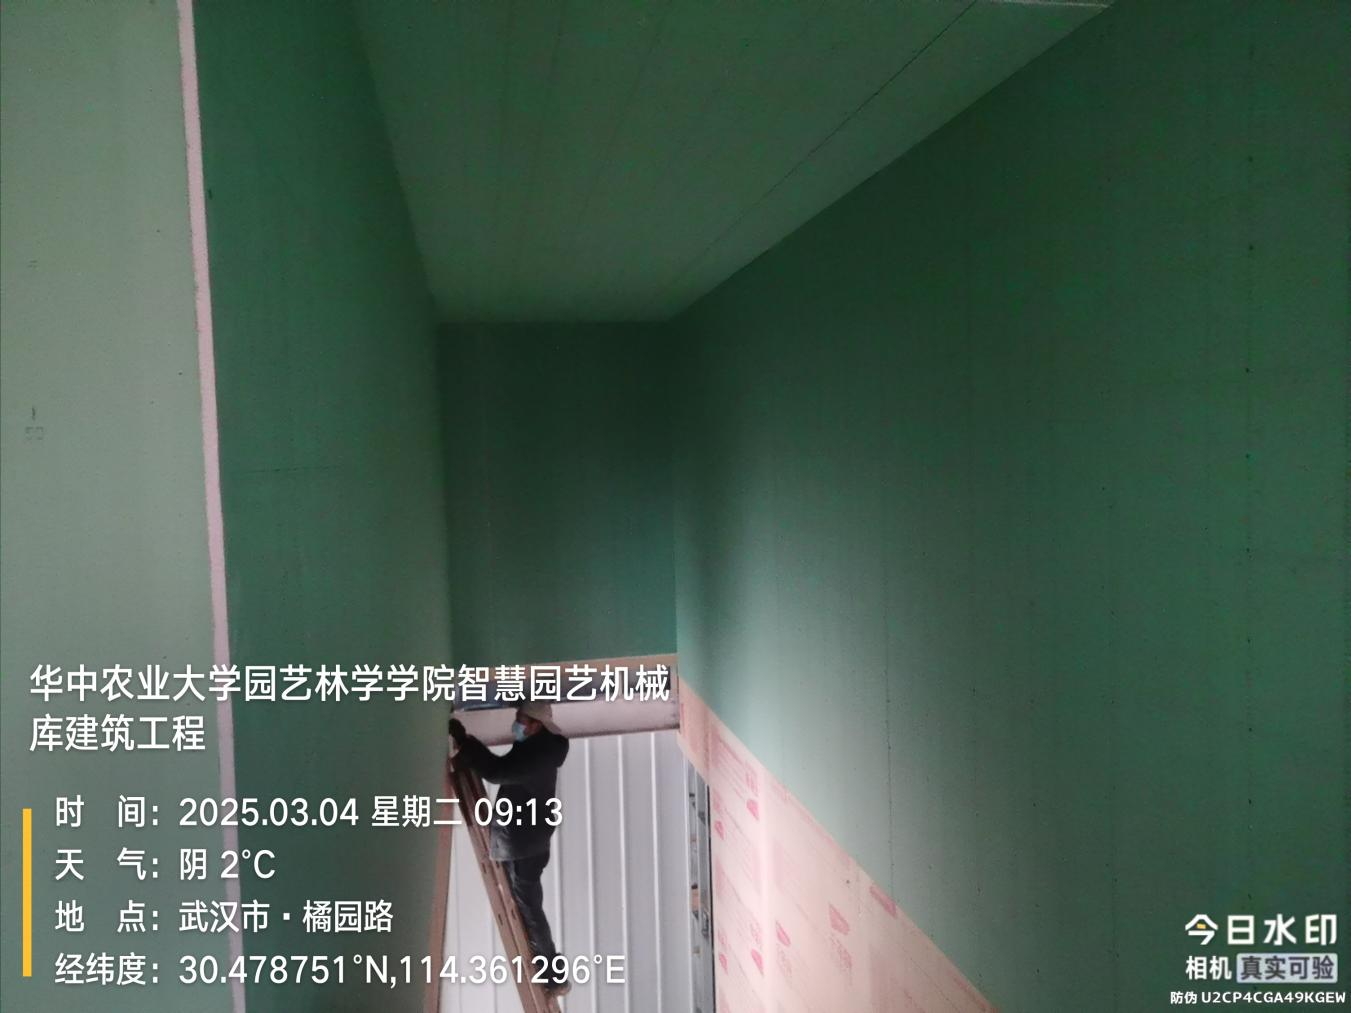 华中农业大学园艺林学学院智慧园艺机械
库建筑工程
时 间：2025.03.04 星期二 09:13
天 气：阴 2°C
地 点：武汉市·橘园路
经纬度：30.478751°N,114.361296°E
今日水印
相机 真实可验
防伪 U2CP4CGA49KGEW